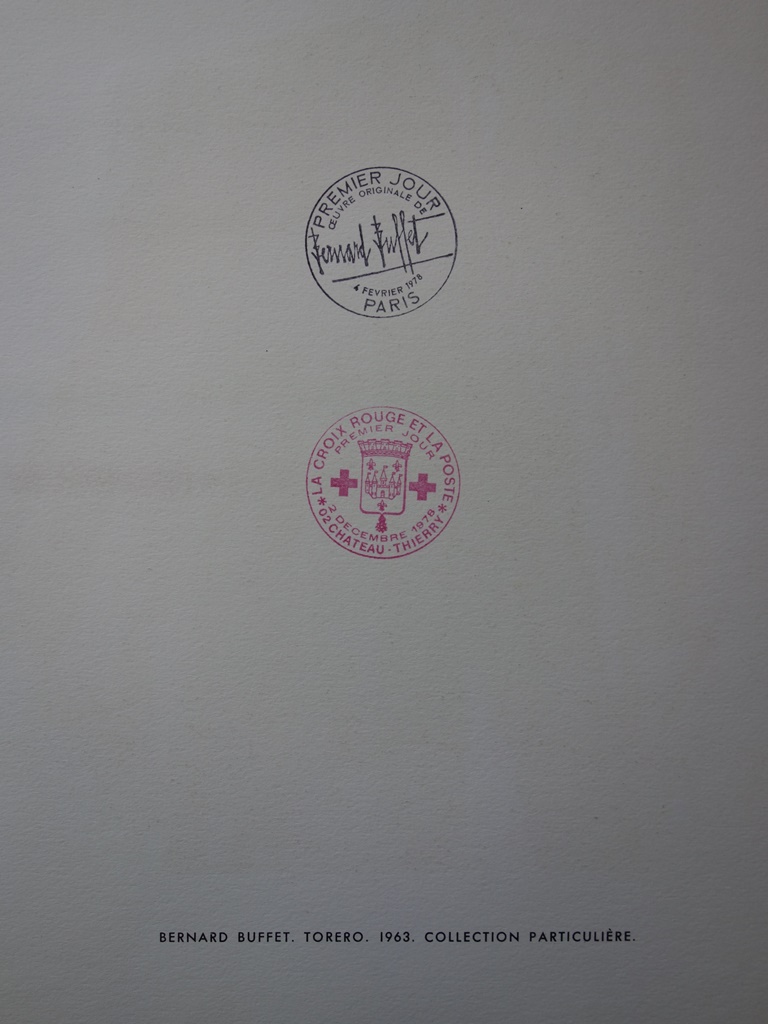 PREMIER JOUR
ŒUVRE ORIGINALE DE
Bernard Buffet
4 FEVRIER 1978
PARIS
LA CROIX ROUGE ET LA POSTE
PREMIER JOUR
2 DECEMBRE 1978
* 02 CHATEAU-THIERRY *
BERNARD BUFFET. TORERO. 1963. COLLECTION PARTICULIÈRE.